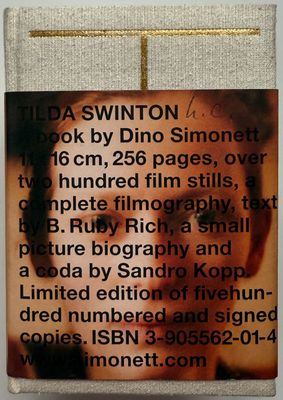 TILDA SWINTON h.c.
A book by Dino Simonett
11 x 16 cm, 256 pages, over
two hundred film stills, a
complete filmography, text
by B. Ruby Rich, a small
picture biography and
a coda by Sandro Kopp.
Limited edition of fivehun-
dred numbered and signed
copies. ISBN 3-905562-01-4
www.simonett.com